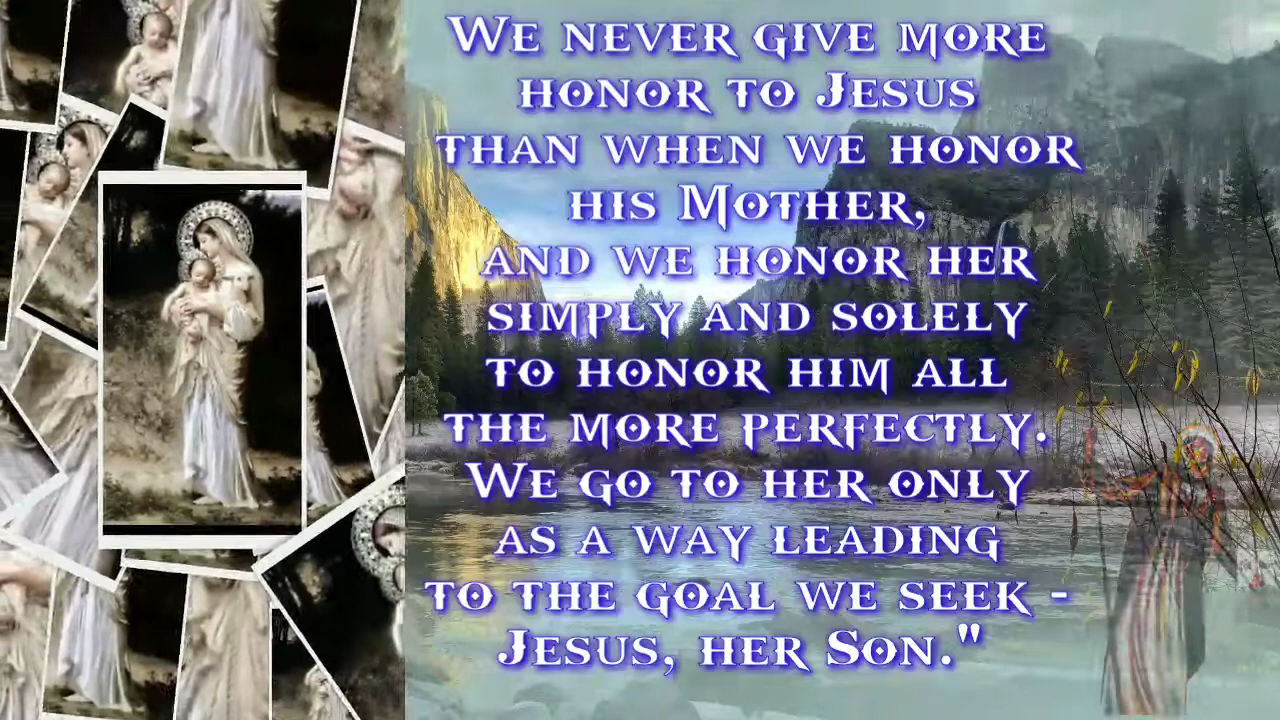 We never give more
honor to Jesus
than when we honor
his Mother,
and we honor her
simply and solely
to honor him all
the more perfectly.
We go to her only
as a way leading
to the goal we seek -
Jesus, her Son."